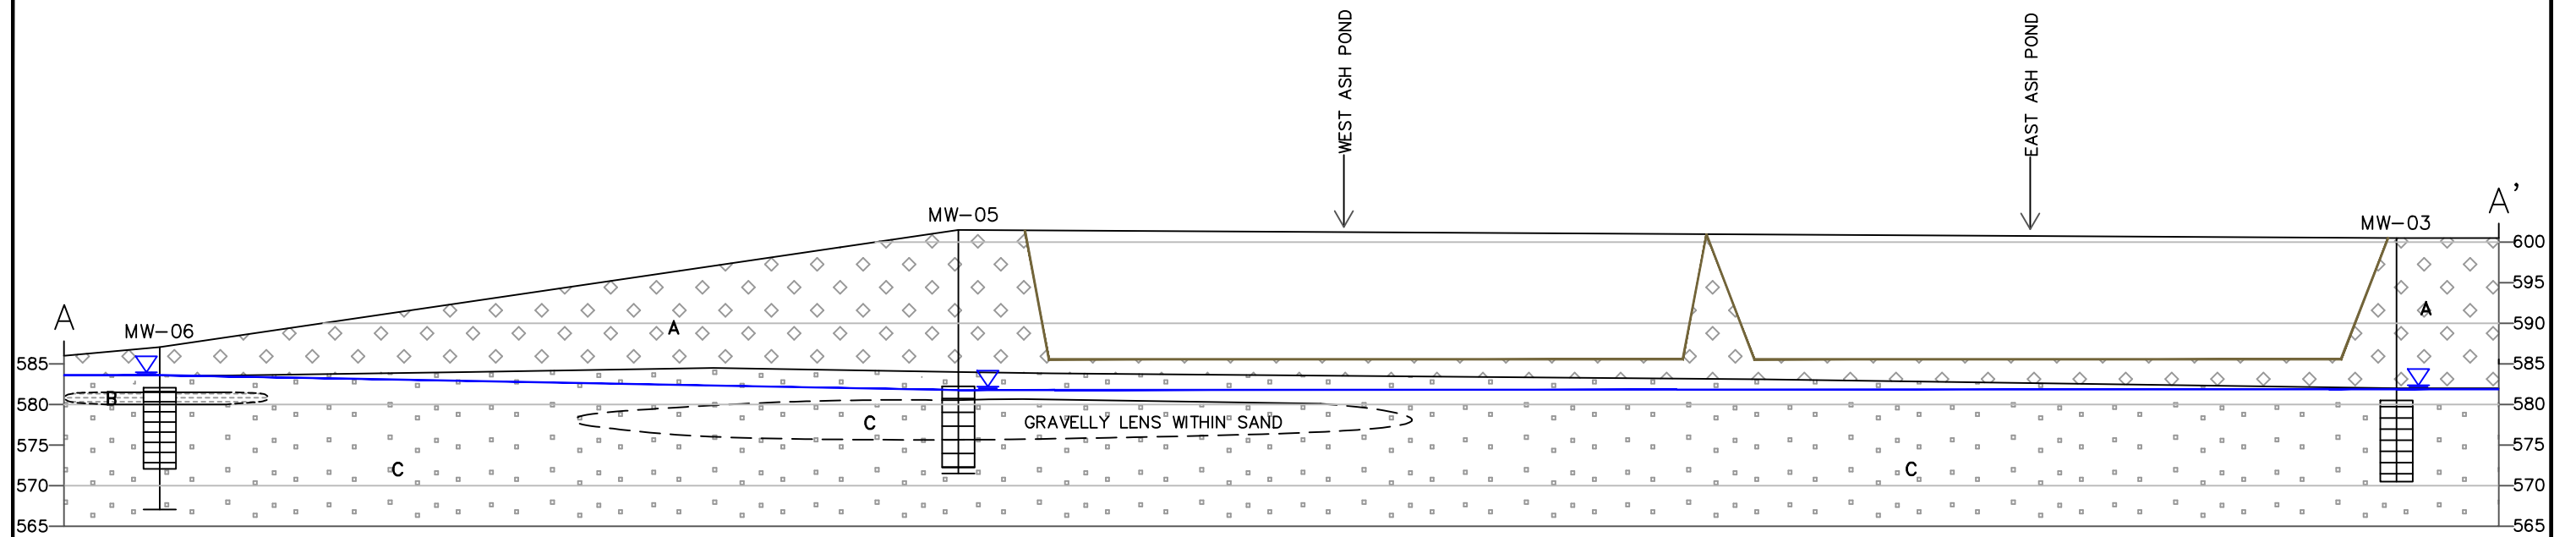 WEST ASH POND
EAST ASH POND
A
A'
MW-06
MW-05
MW-03
A
A
B
C
GRAVELLY LENS WITHIN SAND
C
C
585
580
575
570
565
600
595
590
585
580
575
570
565